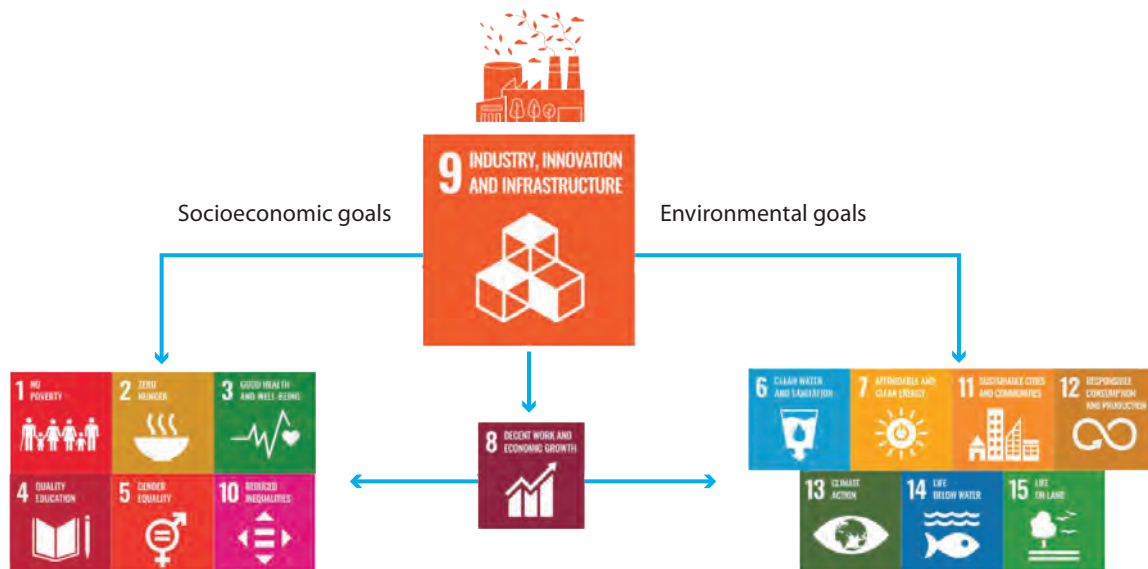 9 INDUSTRY, INNOVATION
AND INFRASTRUCTURE
Socioeconomic goals
Environmental goals
1 NO
POVERTY
2 ZERO
HUNGER
3 GOOD HEALTH
AND WELL-BEING
4 QUALITY
EDUCATION
5 GENDER
EQUALITY
10 REDUCED
INEQUALITIES
8 DECENT WORK AND
ECONOMIC GROWTH
6 CLEAN WATER
AND SANITATION
7 AFFORDABLE AND
CLEAN ENERGY
11 SUSTAINABLE CITIES
AND COMMUNITIES
12 RESPONSIBLE
CONSUMPTION
AND PRODUCTION
13 CLIMATE
ACTION
14 LIFE
BELOW WATER
15 LIFE
ON LAND